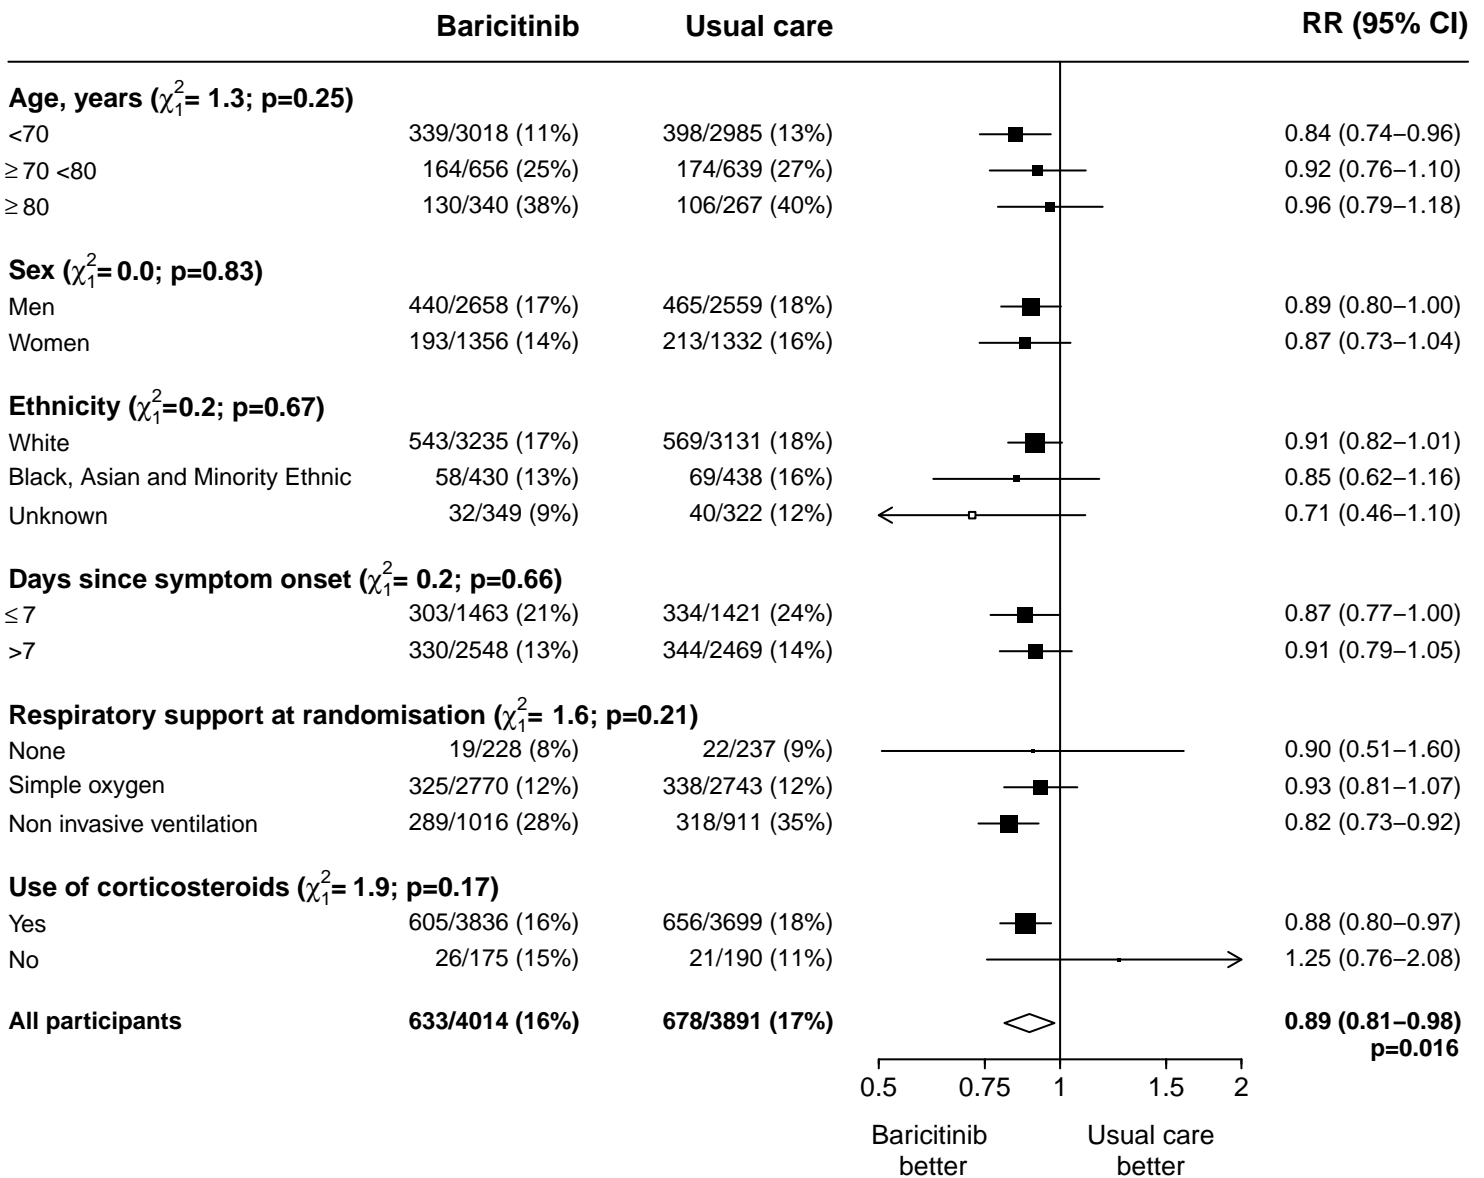 Baricitinib Usual care RR (95% CI)
Age, years (χ²₁= 1.3; p=0.25)
<70 339/3018 (11%) 398/2985 (13%) 0.84 (0.74−0.96)
≥ 70 <80 164/656 (25%) 174/639 (27%) 0.92 (0.76−1.10)
≥ 80 130/340 (38%) 106/267 (40%) 0.96 (0.79−1.18)
Sex (χ²₁= 0.0; p=0.83)
Men 440/2658 (17%) 465/2559 (18%) 0.89 (0.80−1.00)
Women 193/1356 (14%) 213/1332 (16%) 0.87 (0.73−1.04)
Ethnicity (χ²₁=0.2; p=0.67)
White 543/3235 (17%) 569/3131 (18%) 0.91 (0.82−1.01)
Black, Asian and Minority Ethnic 58/430 (13%) 69/438 (16%) 0.85 (0.62−1.16)
Unknown 32/349 (9%) 40/322 (12%) 0.71 (0.46−1.10)
Days since symptom onset (χ²₁= 0.2; p=0.66)
≤ 7 303/1463 (21%) 334/1421 (24%) 0.87 (0.77−1.00)
>7 330/2548 (13%) 344/2469 (14%) 0.91 (0.79−1.05)
Respiratory support at randomisation (χ²₁= 1.6; p=0.21)
None 19/228 (8%) 22/237 (9%) 0.90 (0.51−1.60)
Simple oxygen 325/2770 (12%) 338/2743 (12%) 0.93 (0.81−1.07)
Non invasive ventilation 289/1016 (28%) 318/911 (35%) 0.82 (0.73−0.92)
Use of corticosteroids (χ²₁= 1.9; p=0.17)
Yes 605/3836 (16%) 656/3699 (18%) 0.88 (0.80−0.97)
No 26/175 (15%) 21/190 (11%) 1.25 (0.76−2.08)
All participants 633/4014 (16%) 678/3891 (17%) 0.89 (0.81−0.98)
p=0.016
0.5 0.75 1 1.5 2
Baricitinib Usual care
better better